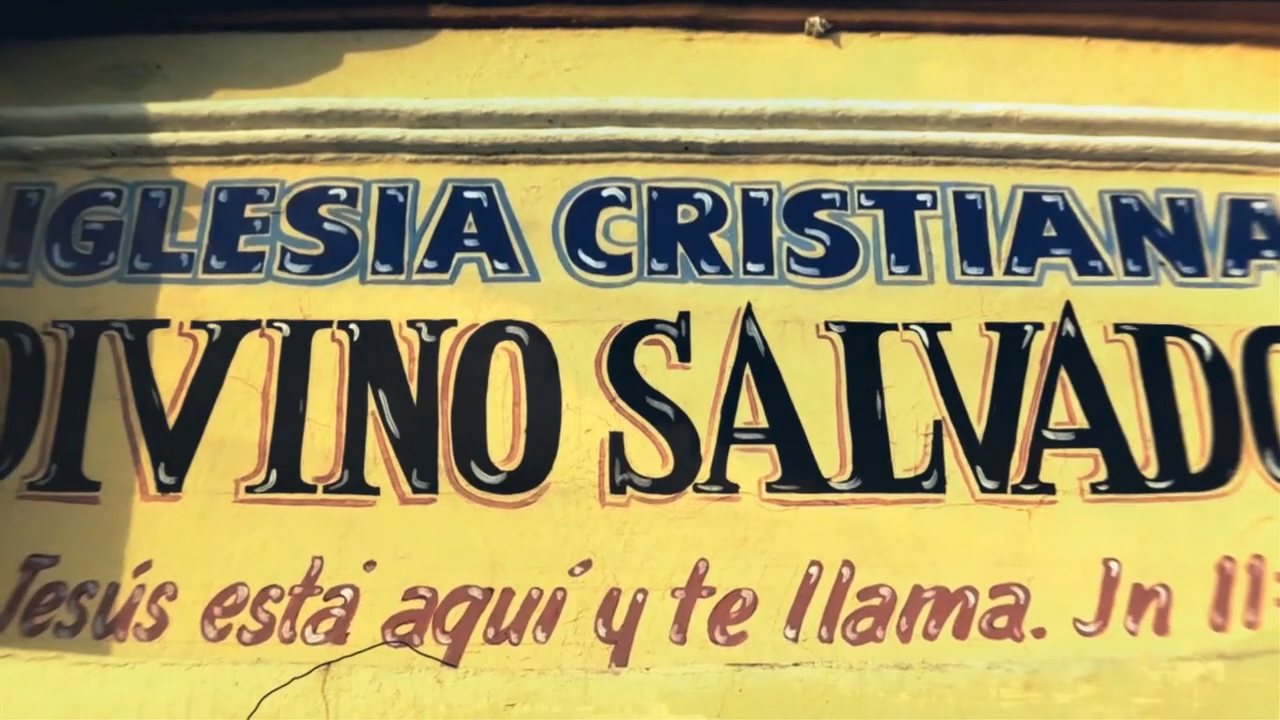 IGLESIA CRISTIANA
DIVINO SALVADO
Jesús está aquí y te llama. Jn 11: